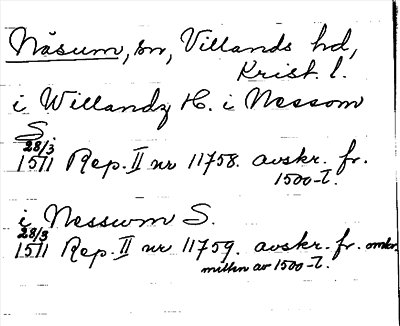 Näsum, sn, Villands hd,
Krist. l.
i Willandz H. i Nessom
S.
28/3
1511 Rep. II nr 11758. avskr. fr.
1500-t.
i Nesswm S.
28/3
1511 Rep. II nr 11759. avskr. fr. omkr.
mitten av 1500-t.